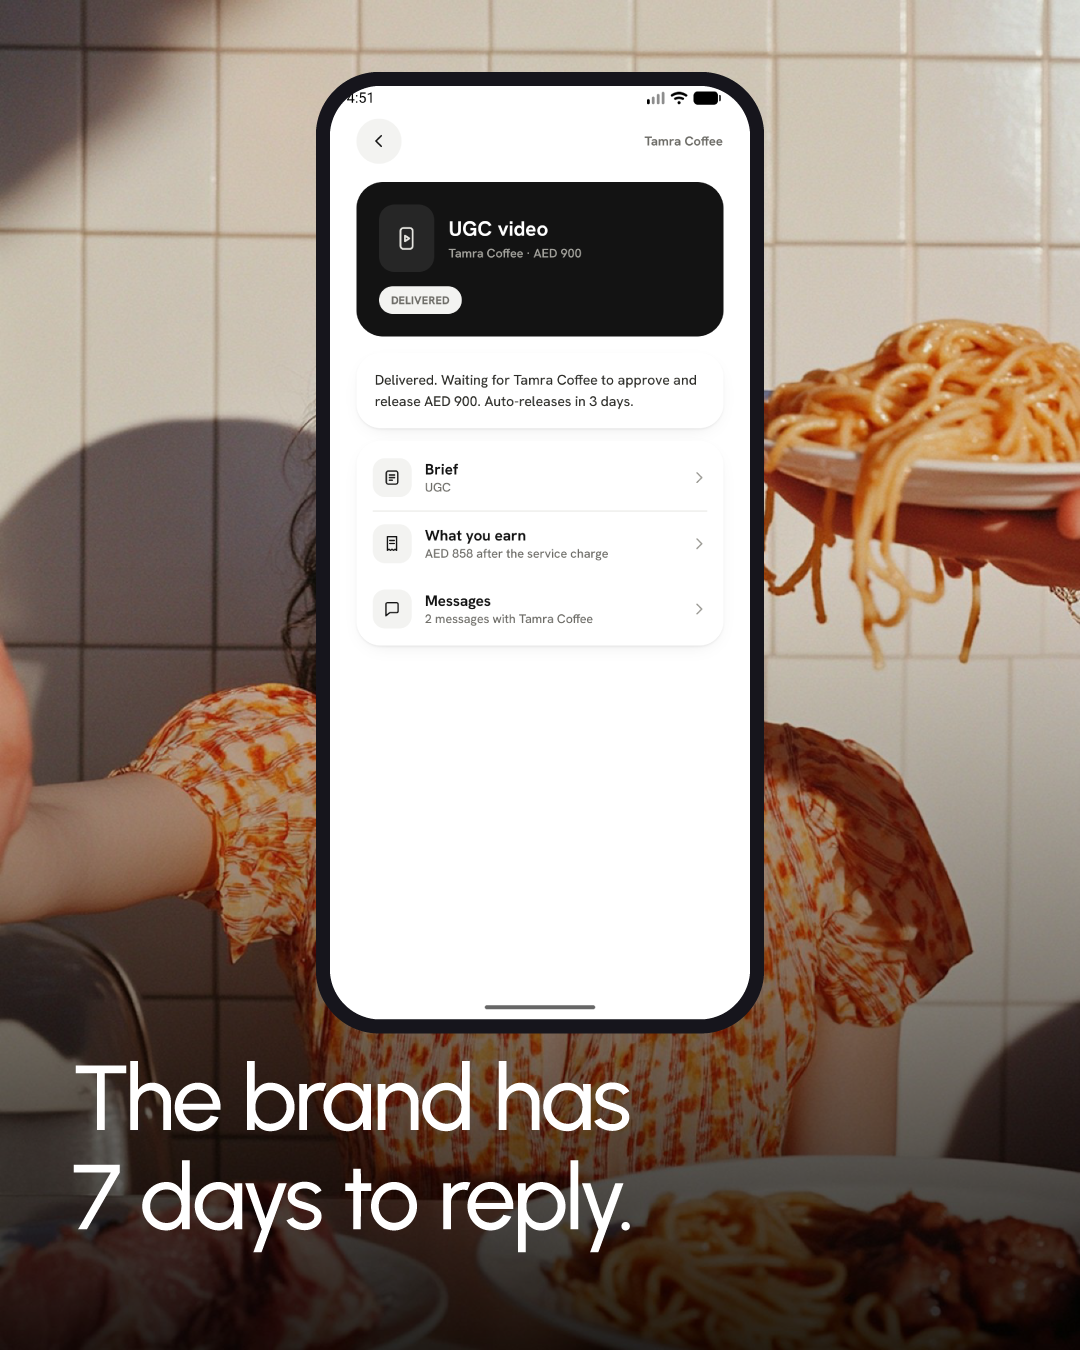 4:51
Tamra Coffee
UGC video
Tamra Coffee · AED 900
DELIVERED
Delivered. Waiting for Tamra Coffee to approve and
release AED 900. Auto-releases in 3 days.
Brief
UGC
What you earn
AED 858 after the service charge
Messages
2 messages with Tamra Coffee
The brand has
7 days to reply.